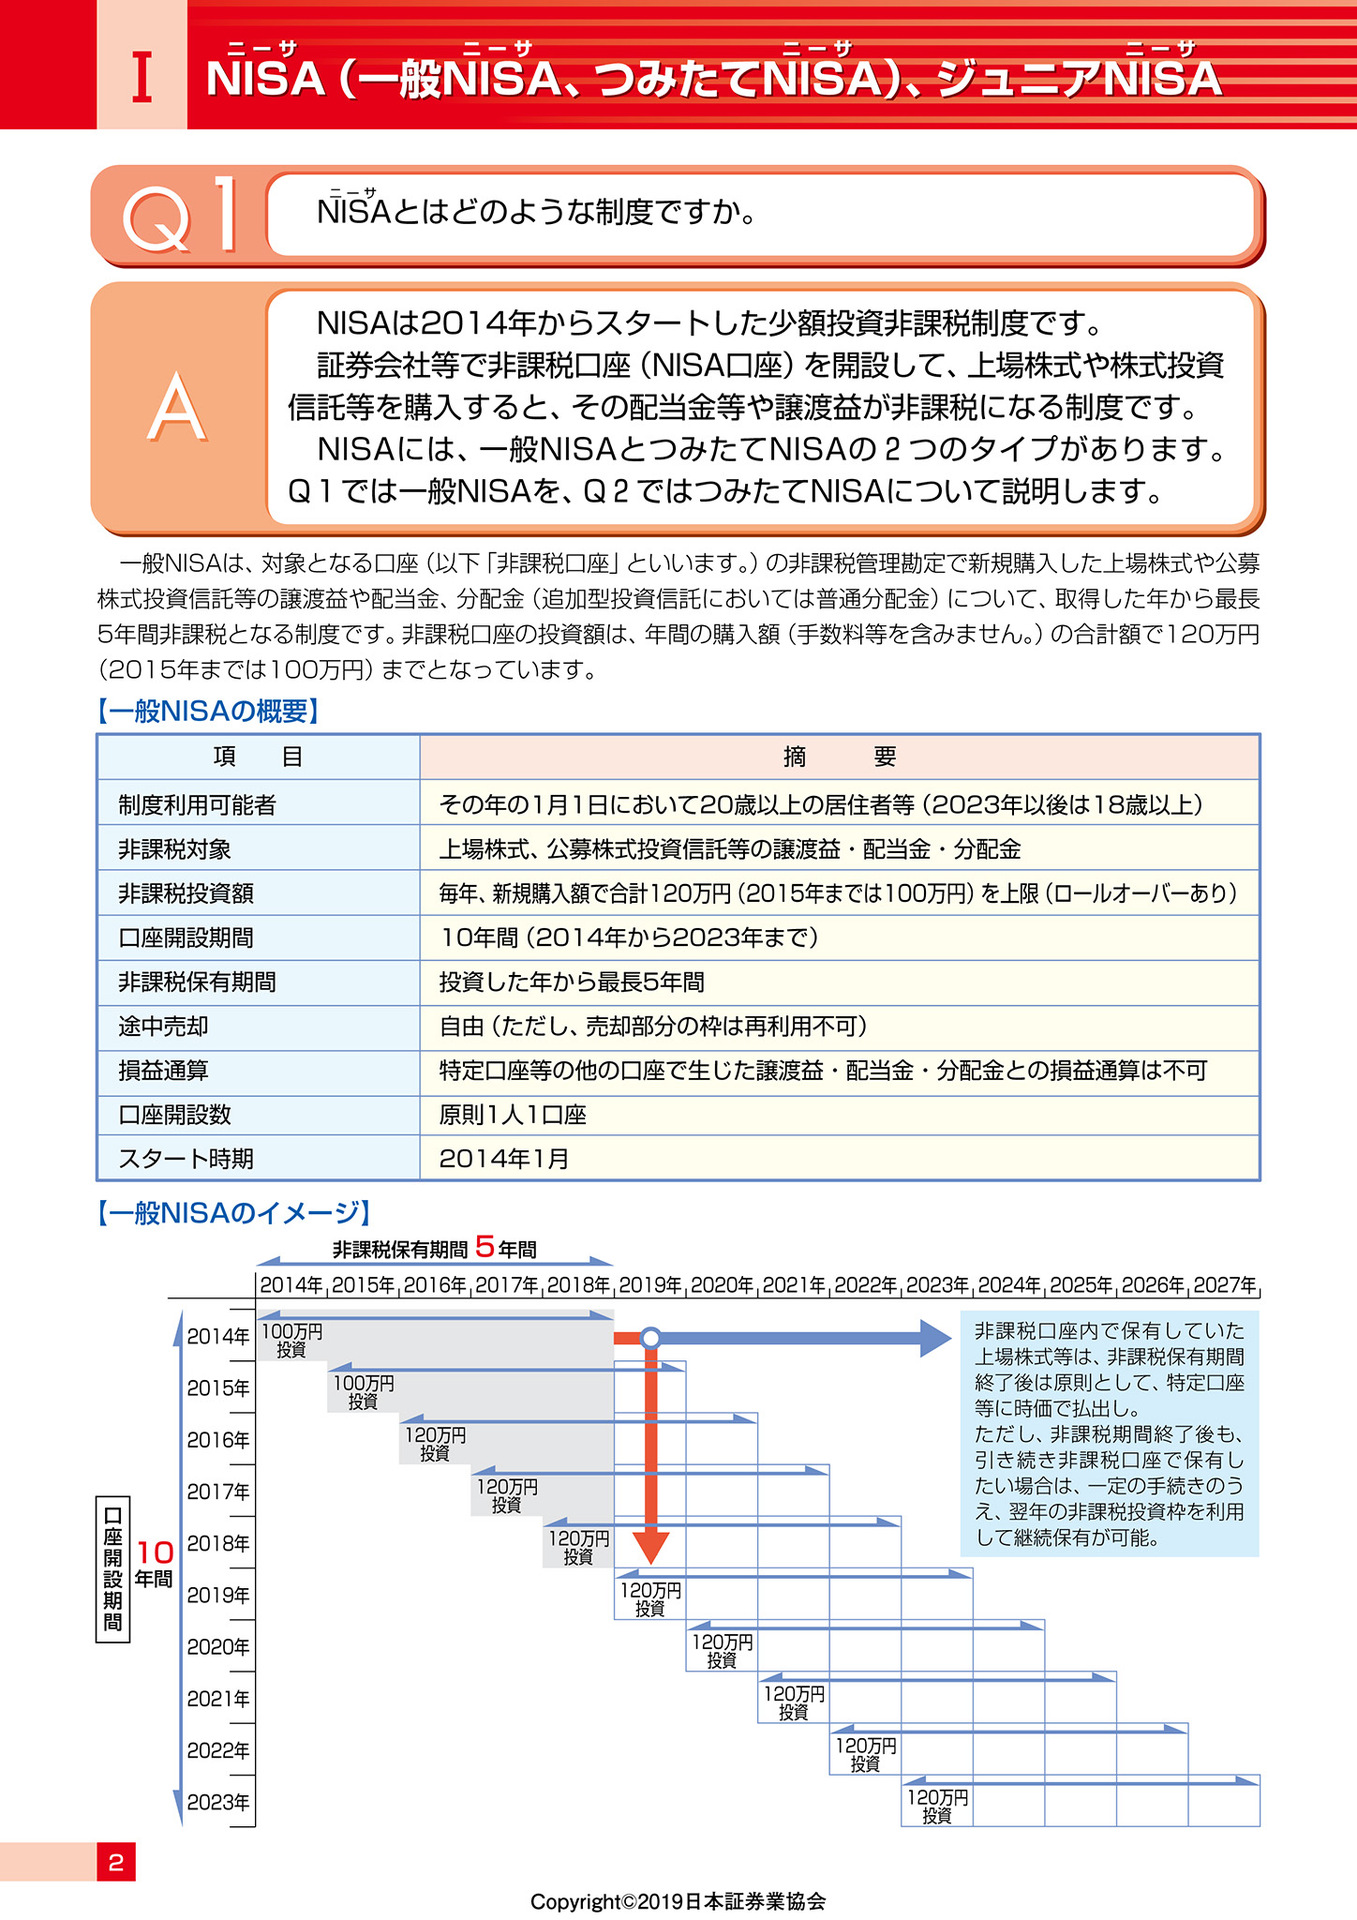 I
ニーサ ニーサ ニーサ ニーサ
NISA（一般NISA、つみたてNISA）、ジュニアNISA
Q1
ニーサ
NISAとはどのような制度ですか。
A
NISAは2014年からスタートした少額投資非課税制度です。
証券会社等で非課税口座（NISA口座）を開設して、上場株式や株式投資
信託等を購入すると、その配当金等や譲渡益が非課税になる制度です。
NISAには、一般NISAとつみたてNISAの２つのタイプがあります。
Q１では一般NISAを、Q２ではつみたてNISAについて説明します。
一般NISAは、対象となる口座（以下「非課税口座」といいます。）の非課税管理勘定で新規購入した上場株式や公募
株式投資信託等の譲渡益や配当金、分配金（追加型投資信託においては普通分配金）について、取得した年から最長
5年間非課税となる制度です。非課税口座の投資額は、年間の購入額（手数料等を含みません。）の合計額で120万円
（2015年までは100万円）までとなっています。
【一般NISAの概要】
項　目 摘　要
制度利用可能者 その年の1月1日において20歳以上の居住者等（2023年以後は18歳以上）
非課税対象 上場株式、公募株式投資信託等の譲渡益・配当金・分配金
非課税投資額 毎年、新規購入額で合計120万円（2015年までは100万円）を上限（ロールオーバーあり）
口座開設期間 10年間（2014年から2023年まで）
非課税保有期間 投資した年から最長5年間
途中売却 自由（ただし、売却部分の枠は再利用不可）
損益通算 特定口座等の他の口座で生じた譲渡益・配当金・分配金との損益通算は不可
口座開設数 原則1人1口座
スタート時期 2014年1月
【一般NISAのイメージ】
非課税保有期間 5 年間
2014年 2015年 2016年 2017年 2018年 2019年 2020年 2021年 2022年 2023年 2024年 2025年 2026年 2027年
口座開設期間
10
年間
2014年
100万円
投資
2015年
100万円
投資
2016年
120万円
投資
2017年
120万円
投資
2018年
120万円
投資
2019年
120万円
投資
2020年
120万円
投資
2021年
120万円
投資
2022年
120万円
投資
2023年
120万円
投資
非課税口座内で保有していた
上場株式等は、非課税保有期間
終了後は原則として、特定口座
等に時価で払出し。
ただし、非課税期間終了後も、
引き続き非課税口座で保有し
たい場合は、一定の手続きのう
え、翌年の非課税投資枠を利用
して継続保有が可能。
2
Copyright©2019日本証券業協会